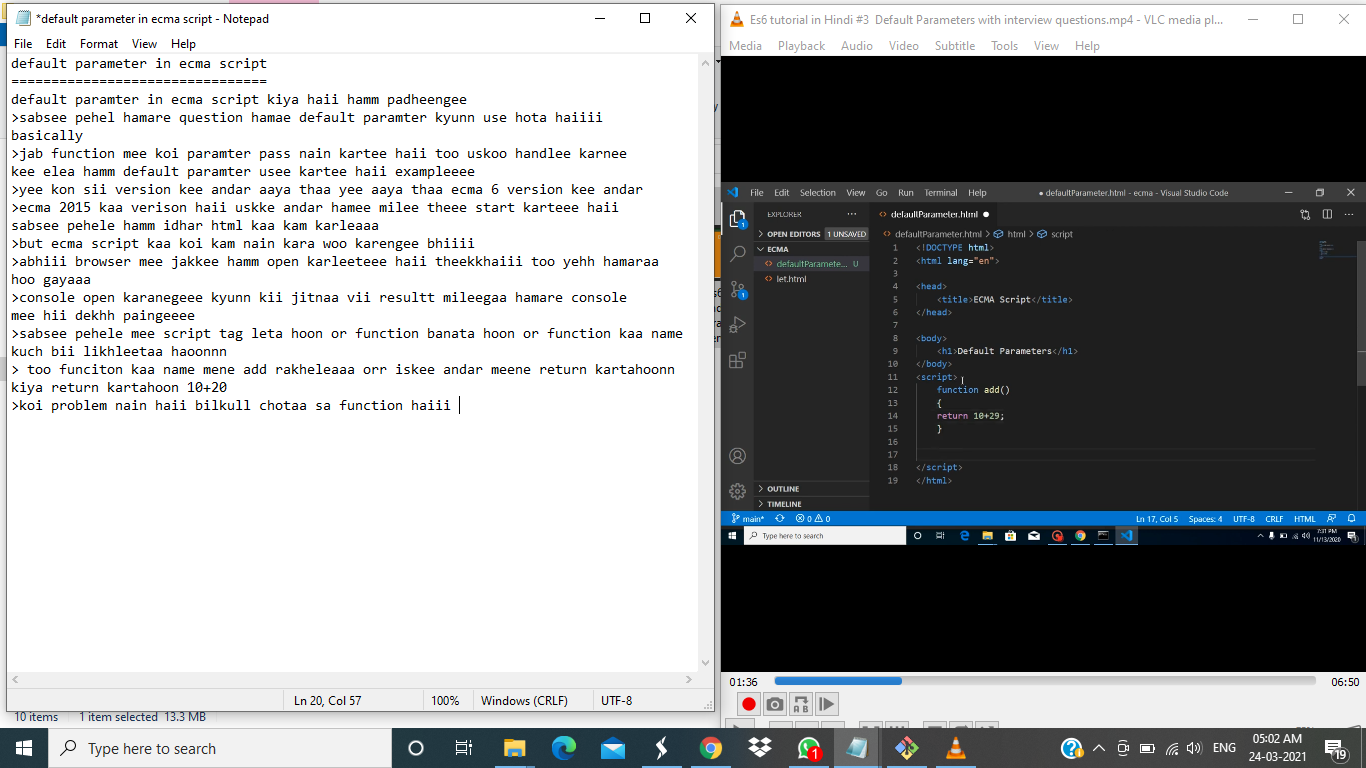 *default parameter in ecma script - Notepad
File Edit Format View Help
default parameter in ecma script
================================
default paramter in ecma script kiya haii hamm padheengee
>sabsee pehel hamare question hamae default paramter kyunn use hota haiiii
basically
>jab function mee koi paramter pass nain kartee haii too uskoo handlee karnee
kee elea hamm default paramter usee kartee haii exampleeee
>yee kon sii version kee andar aaya thaa yee aaya thaa ecma 6 version kee andar
>ecma 2015 kaa verison haii uskke andar hamee milee theee start karteee haii
sabsee pehele hamm idhar html kaa kam karleaaa
>but ecma script kaa koi kam nain kara woo karengee bhiiii
>abhiii browser mee jakkee hamm open karleeteee haii theekkhaiii too yehh hamaraa
hoo gayaaa
>console open karanegeee kyunn kii jitnaa vii resultt mileegaa hamare console
mee hii dekhh paingeeee
>sabsee pehele mee script tag leta hoon or function banata hoon or function kaa name
kuch bii likhleetaa haoonnn
> too funciton kaa name mene add rakheleaaa orr iskee andar meene return kartahoonn
kiya return kartahoon 10+20
>koi problem nain haii bilkull chotaa sa function haiii
Ln 20, Col 57 100% Windows (CRLF) UTF-8
10 items 1 item selected 13.3 MB
Es6 tutorial in Hindi #3 Default Parameters with interview questions.mp4 - VLC media pl...
Media Playback Audio Video Subtitle Tools View Help
File Edit Selection View Go Run Terminal Help
● defaultParameter.html - ecma - Visual Studio Code
EXPLORER ...
defaultParameter.html ●
OPEN EDITORS 1 UNSAVED
ECMA
defaultParamete... U
let.html
OUTLINE
TIMELINE
defaultParameter.html > html > script
1 <!DOCTYPE html>
2 <html lang="en">
3
4 <head>
5 <title>ECMA Script</title>
6 </head>
7
8 <body>
9 <h1>Default Parameters</h1>
10 </body>
11 <script>
12 function add()
13 {
14 return 10+29;
15 }
16
17
18 </script>
19 </html>
main* 0 0 Ln 17, Col 5 Spaces: 4 UTF-8 CRLF HTML
Type here to search
7:31 PM
11/13/2020
01:36 06:50
Type here to search
1
ENG
05:02 AM
24-03-2021
19